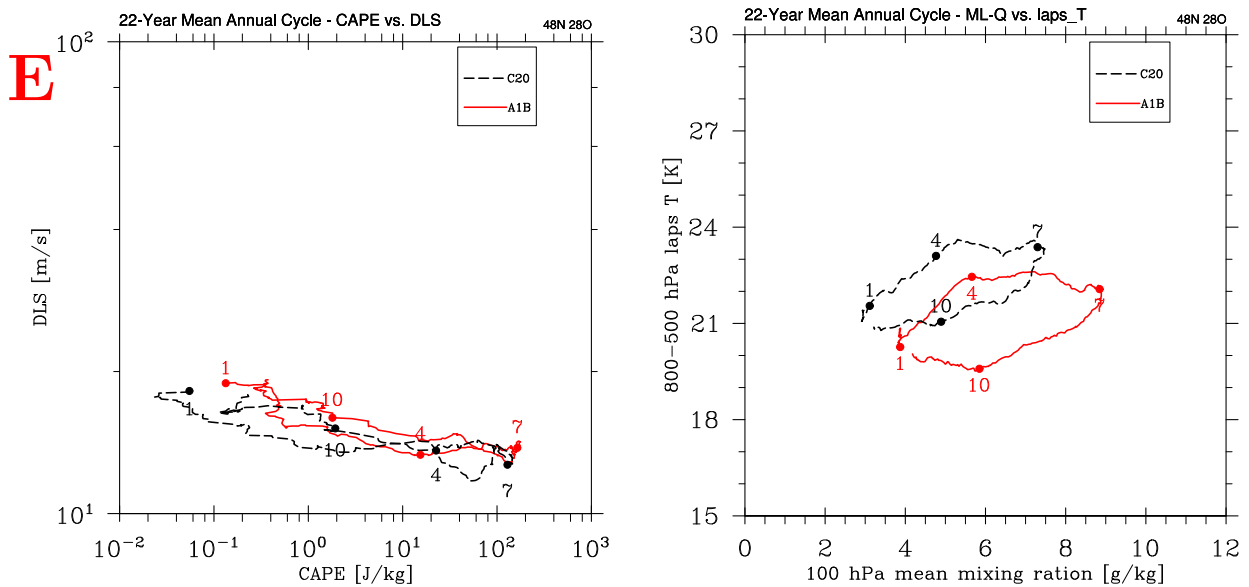 22-Year Mean Annual Cycle - CAPE vs. DLS
48N 28O
E
10²
C20
A1B
DLS [m/s]
1
1
10
10
4
4
7
7
10¹
10⁻² 10⁻¹ 10⁰ 10¹ 10² 10³
CAPE [J/kg]
22-Year Mean Annual Cycle - ML-Q vs. laps_T
48N 28O
30
C20
A1B
27
24
21
18
15
800-500 hPa laps T [K]
4
7
1
10
4
7
1
10
0 2 4 6 8 10 12
100 hPa mean mixing ration [g/kg]